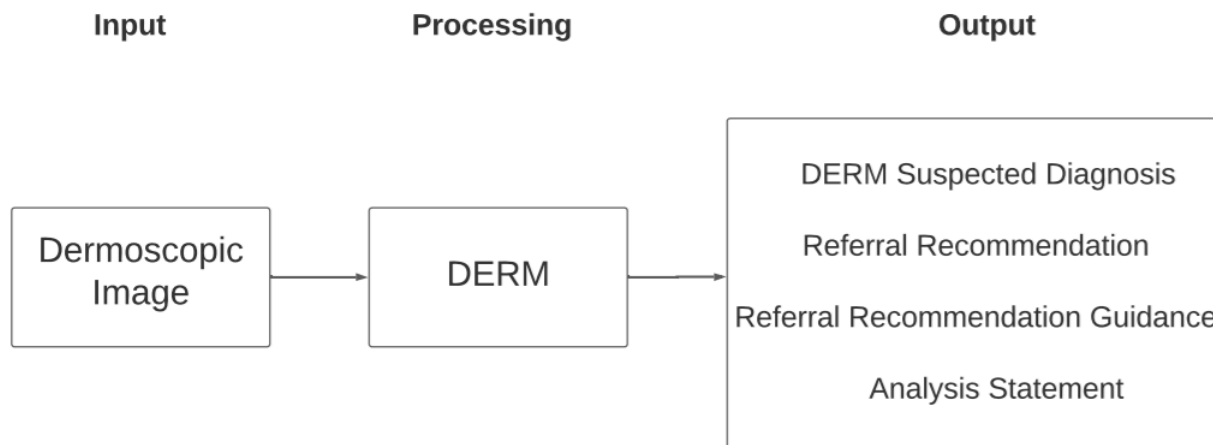 Input
Processing
Output
Dermoscopic
Image
DERM
DERM Suspected Diagnosis
Referral Recommendation
Referral Recommendation Guidance
Analysis Statement